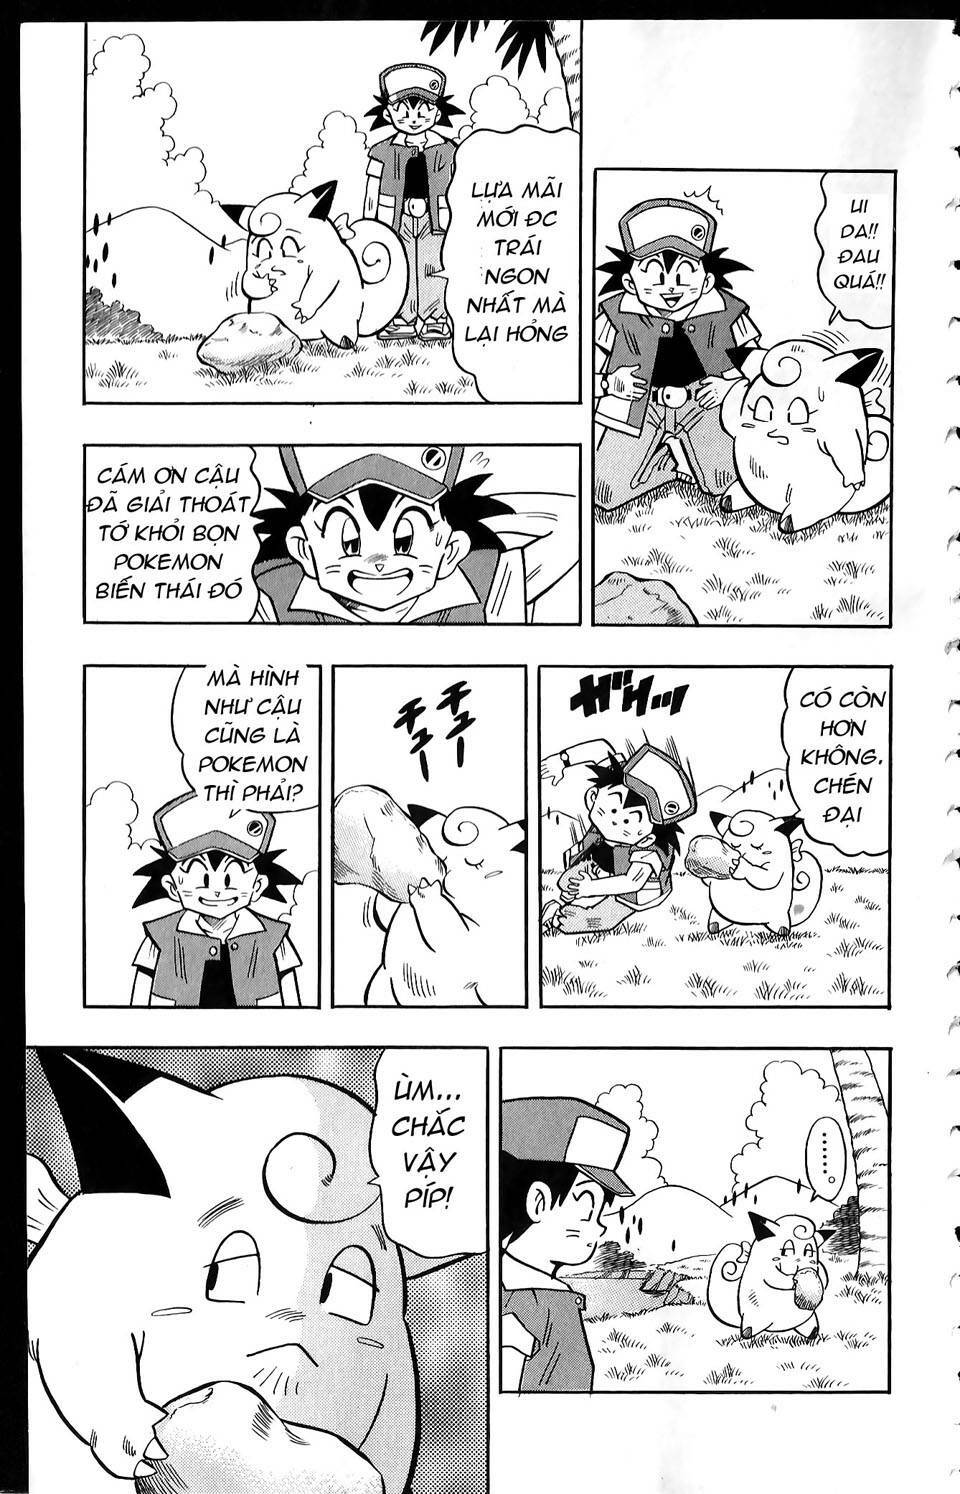 UI
DA!!
ĐAU
QUÁ!!
LỰA MÃI
MỚI ĐC
TRÁI
NGON
NHẤT MÀ
LẠI HỎNG
CÁM ƠN CẬU
ĐÃ GIẢI THOÁT
TỚ KHỎI BỌN
POKEMON
BIẾN THÁI ĐÓ
CÓ CÒN
HƠN
KHÔNG,
CHÉN
ĐẠI
ガガッ
チュー
チュー
MÀ HÌNH
NHƯ CẬU
CŨNG LÀ
POKEMON
THÌ PHẢI?
......
ÙM...
CHẮC
VẬY
PÍP!